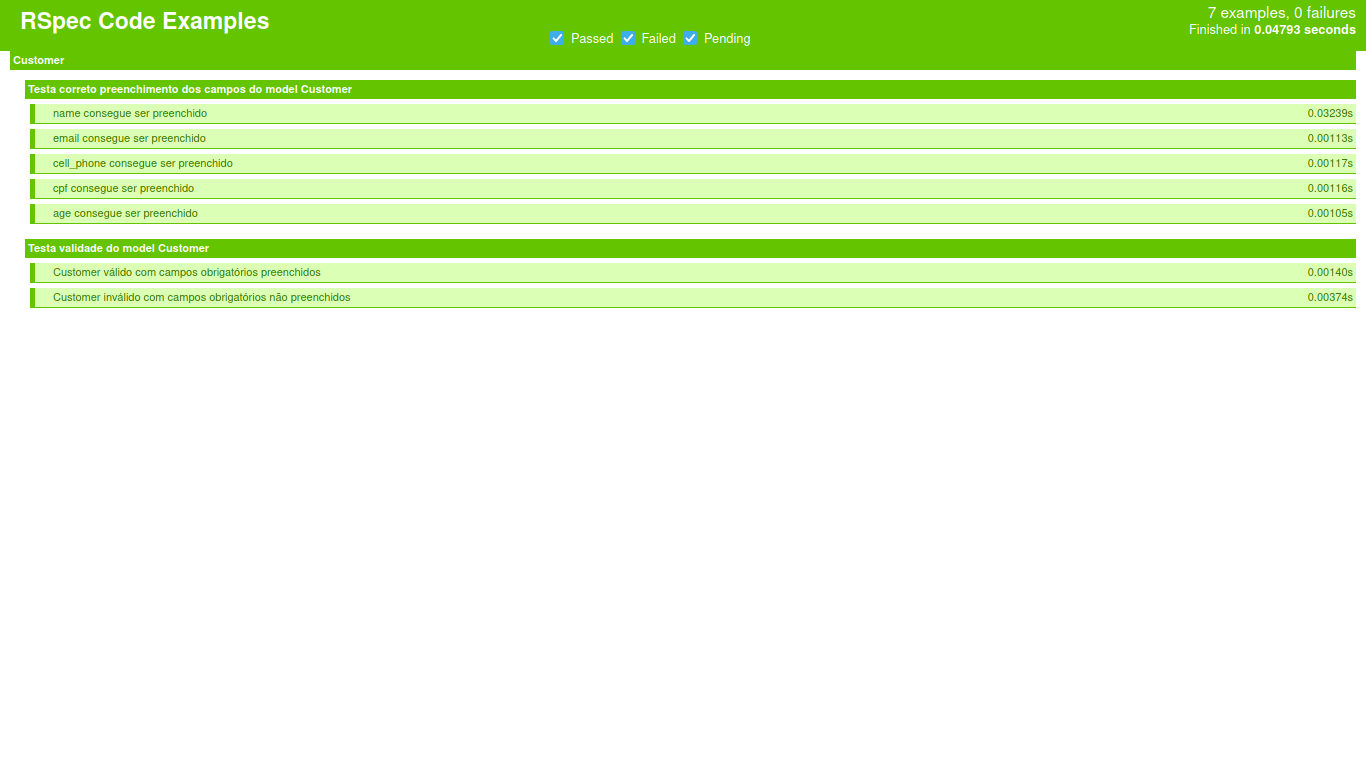 RSpec Code Examples
Passed Failed Pending
7 examples, 0 failures
Finished in 0.04793 seconds
Customer
Testa correto preenchimento dos campos do model Customer
name consegue ser preenchido 0.03239s
email consegue ser preenchido 0.00113s
cell_phone consegue ser preenchido 0.00117s
cpf consegue ser preenchido 0.00116s
age consegue ser preenchido 0.00105s
Testa validade do model Customer
Customer válido com campos obrigatórios preenchidos 0.00140s
Customer inválido com campos obrigatórios não preenchidos 0.00374s